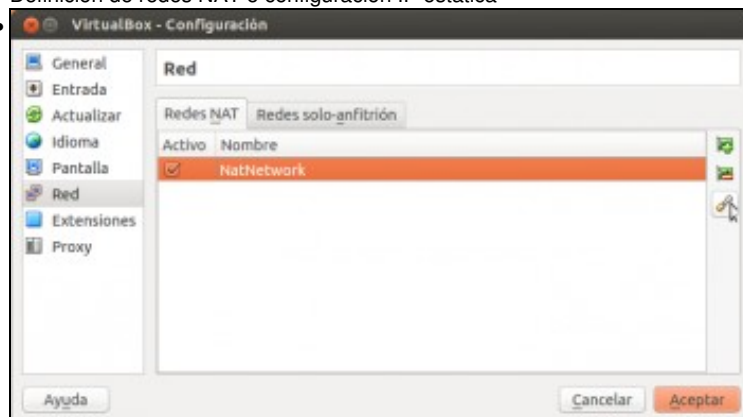 Definición de redes NAT o configuración IP estática
VirtualBox - Configuración
General
Entrada
Actualizar
Idioma
Pantalla
Red
Extensiones
Proxy
Red
Redes NAT Redes solo-anfitrión
Activo Nombre
NatNetwork
Ayuda Cancelar Aceptar